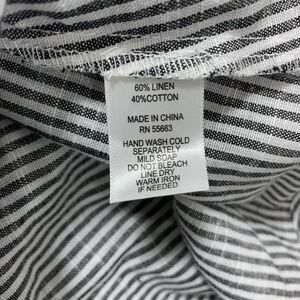 60% LINEN
40%COTTON
MADE IN CHINA
RN 55663
HAND WASH COLD
SEPARATELY
MILD SOAP
DO NOT BLEACH
LINE DRY
WARM IRON
IF NEEDED